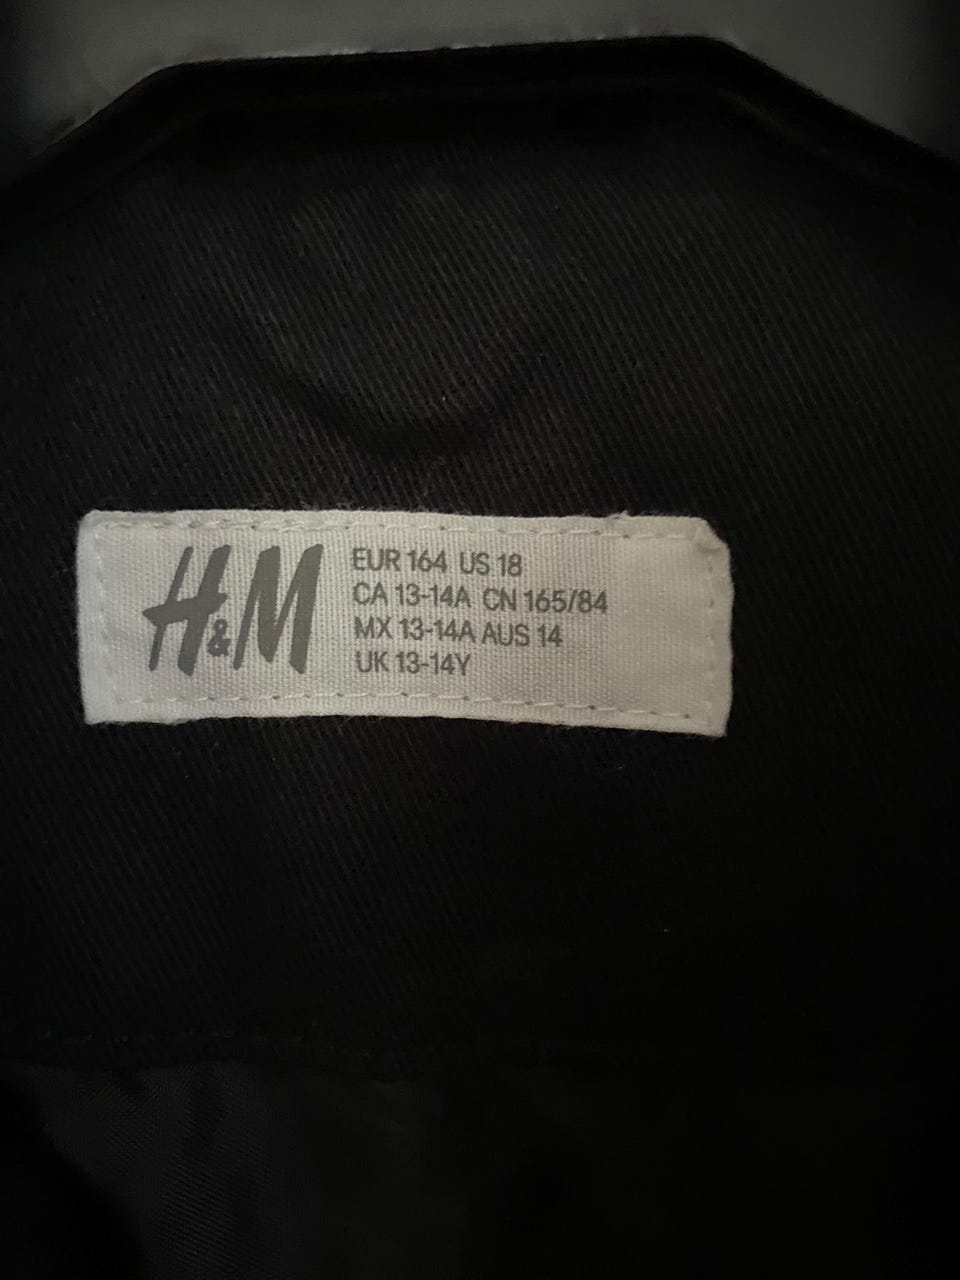 H&M
EUR 164 US 18
CA 13-14A CN 165/84
MX 13-14A AUS 14
UK 13-14Y